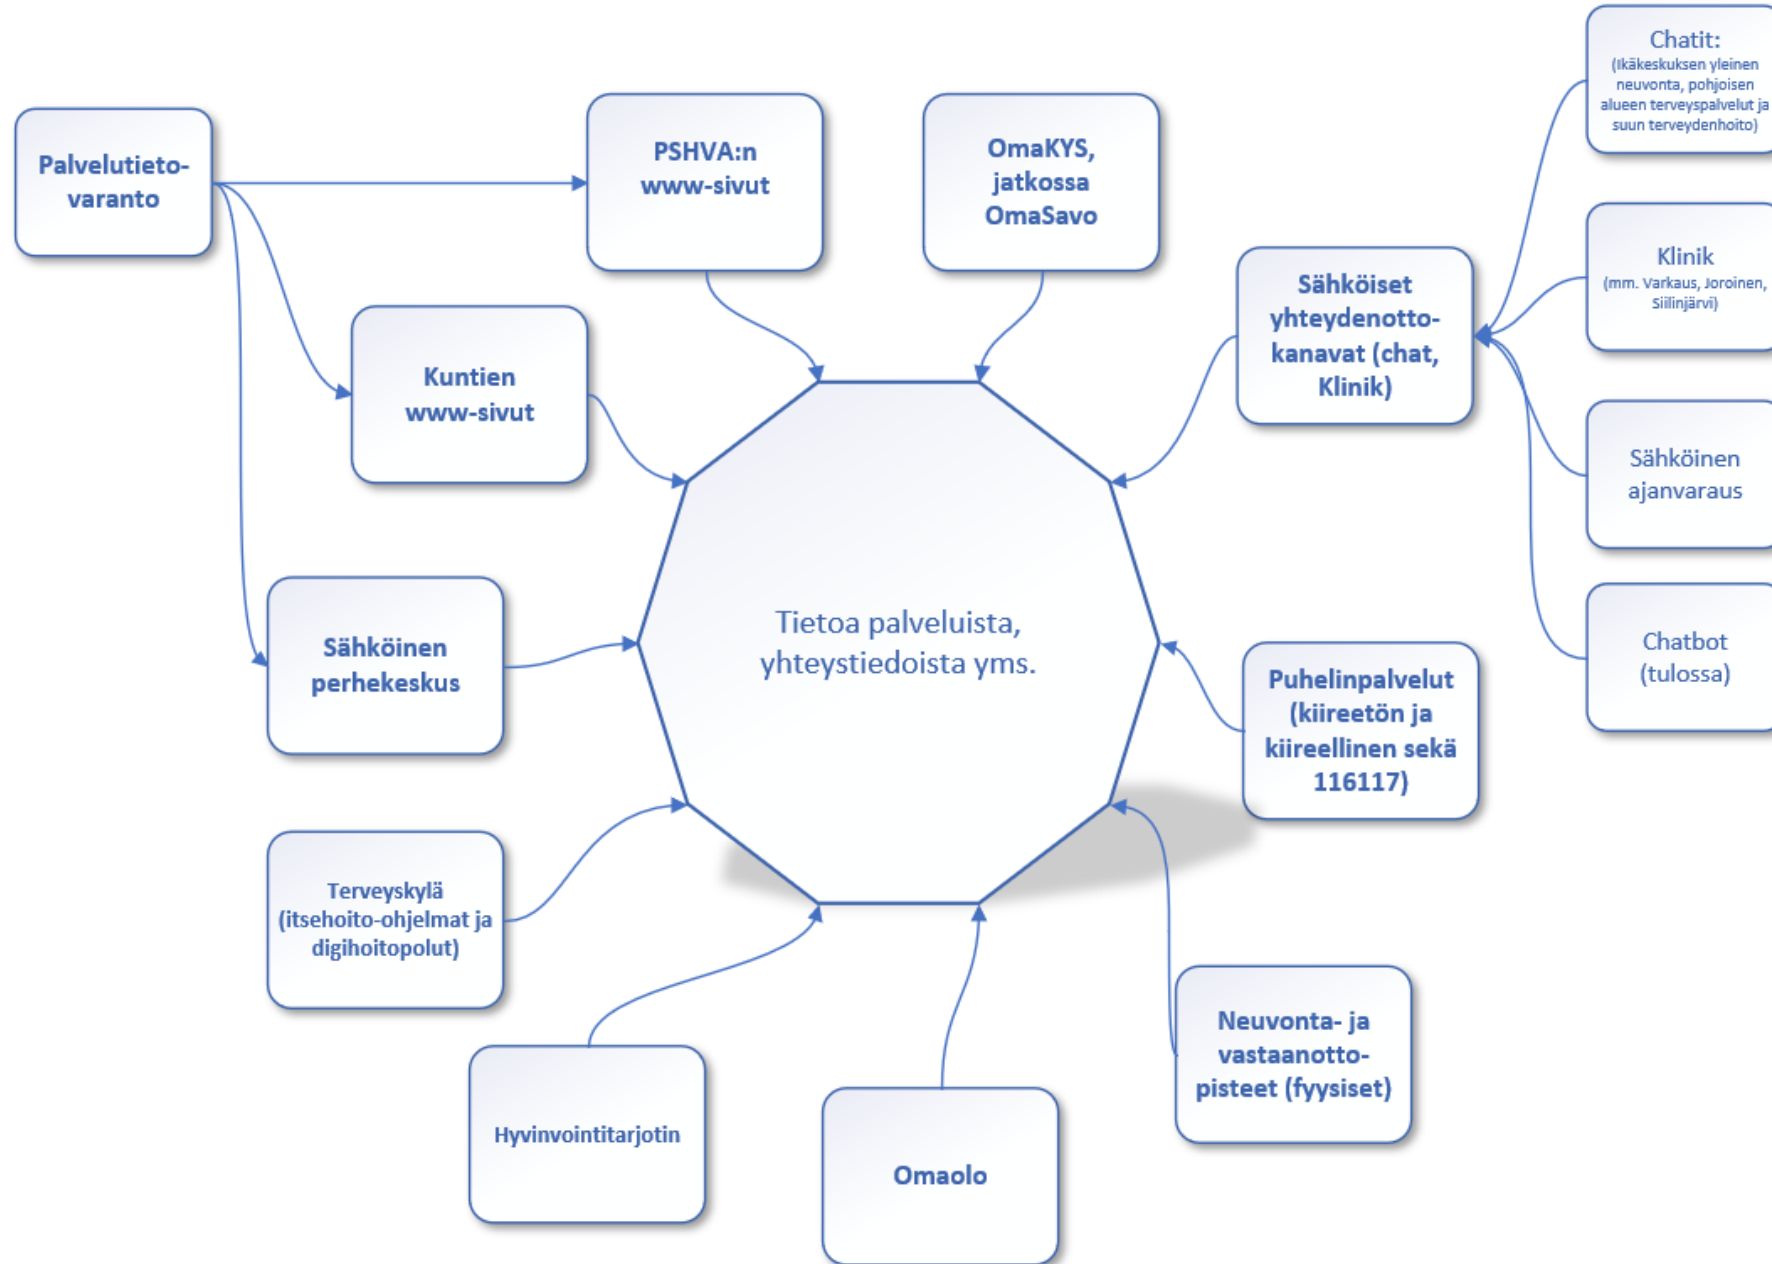 Palvelutieto-
varanto
PSHVA:n
www-sivut
OmaKYS,
jatkossa
OmaSavo
Chatit:
(Ikäkeskuksen yleinen
neuvonta, pohjoisen
alueen terveyspalvelut ja
suun terveydenhoito)
Klinik
(mm. Varkaus, Joroinen,
Siilinjärvi)
Sähköiset
yhteydenotto-
kanavat (chat,
Klinik)
Kuntien
www-sivut
Sähköinen
ajanvaraus
Sähköinen
perhekeskus
Tietoa palveluista,
yhteystiedoista yms.
Chatbot
(tulossa)
Puhelinpalvelut
(kiireetön ja
kiireellinen sekä
116117)
Terveyskylä
(itsehoito-ohjelmat ja
digihoitopolut)
Neuvonta- ja
vastaanotto-
pisteet (fyysiset)
Hyvinvointitarjotin
Omaolo